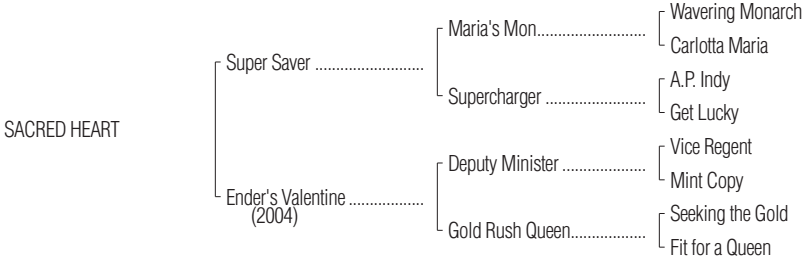 Wavering Monarch
Maria's Mon..........................
Carlotta Maria
Super Saver ..........................
A.P. Indy
Supercharger ........................
Get Lucky
SACRED HEART
Vice Regent
Deputy Minister ....................
Mint Copy
Ender's Valentine ..................
(2004)
Seeking the Gold
Gold Rush Queen..................
Fit for a Queen